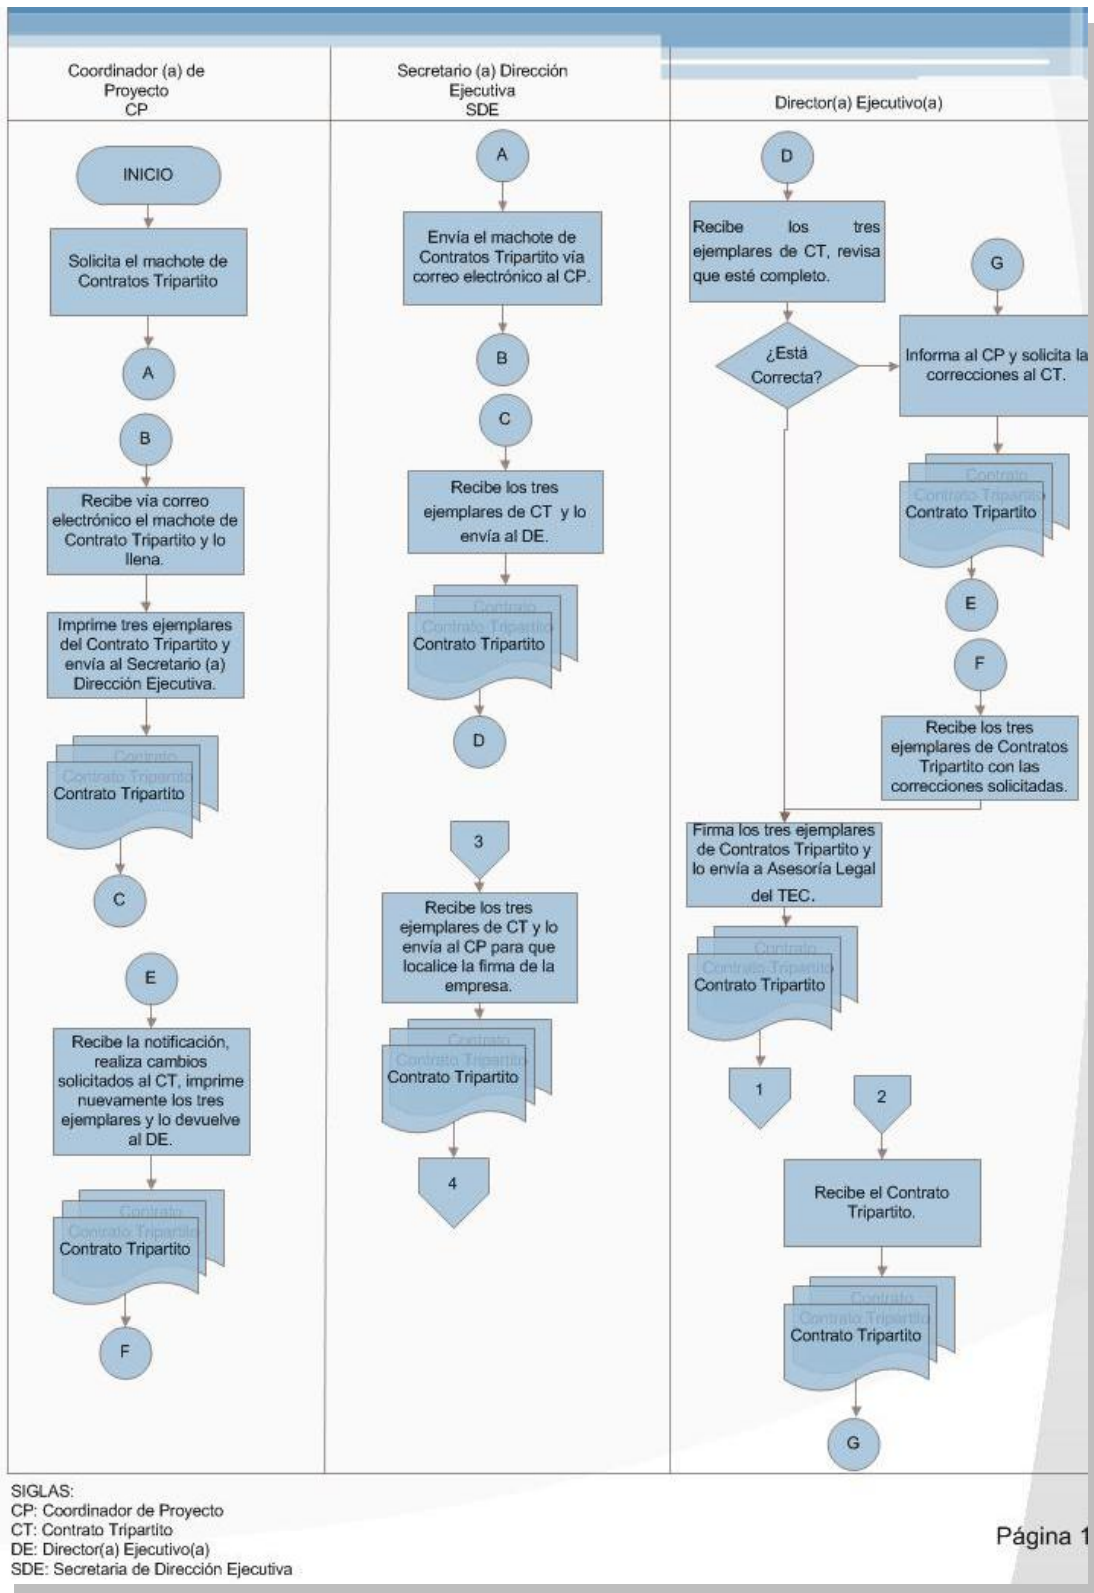 Coordinador (a) de
Proyecto
CP
Secretario (a) Dirección
Ejecutiva
SDE
Director(a) Ejecutivo(a)
INICIO
Solicita el machote de
Contratos Tripartito
A
B
Recibe vía correo
electrónico el machote de
Contrato Tripartito y lo
llena.
Imprime tres ejemplares
del Contrato Tripartito y
envía al Secretario (a)
Dirección Ejecutiva.
Contrato
Contrato Tripartito
Contrato Tripartito
C
E
Recibe la notificación,
realiza cambios
solicitados al CT, imprime
nuevamente los tres
ejemplares y lo devuelve
al DE.
Contrato
Contrato Tripartito
Contrato Tripartito
F
A
Envía el machote de
Contratos Tripartito vía
correo electrónico al CP.
B
C
Recibe los tres
ejemplares de CT y lo
envía al DE.
Contrato
Contrato Tripartito
Contrato Tripartito
D
3
Recibe los tres
ejemplares de CT y lo
envía al CP para que
localice la firma de la
empresa.
Contrato
Contrato Tripartito
Contrato Tripartito
4
D
Recibe los tres
ejemplares de CT, revisa
que esté completo.
¿Está
Correcta?
G
Informa al CP y solicita la
correcciones al CT.
Contrato
Contrato Tripartito
Contrato Tripartito
E
F
Recibe los tres
ejemplares de Contratos
Tripartito con las
correcciones solicitadas.
Firma los tres ejemplares
de Contratos Tripartito y
lo envía a Asesoría Legal
del TEC.
Contrato
Contrato Tripartito
Contrato Tripartito
1
2
Recibe el Contrato
Tripartito.
Contrato
Contrato Tripartito
Contrato Tripartito
G
SIGLAS:
CP: Coordinador de Proyecto
CT: Contrato Tripartito
DE: Director(a) Ejecutivo(a)
SDE: Secretaria de Dirección Ejecutiva
Página 1